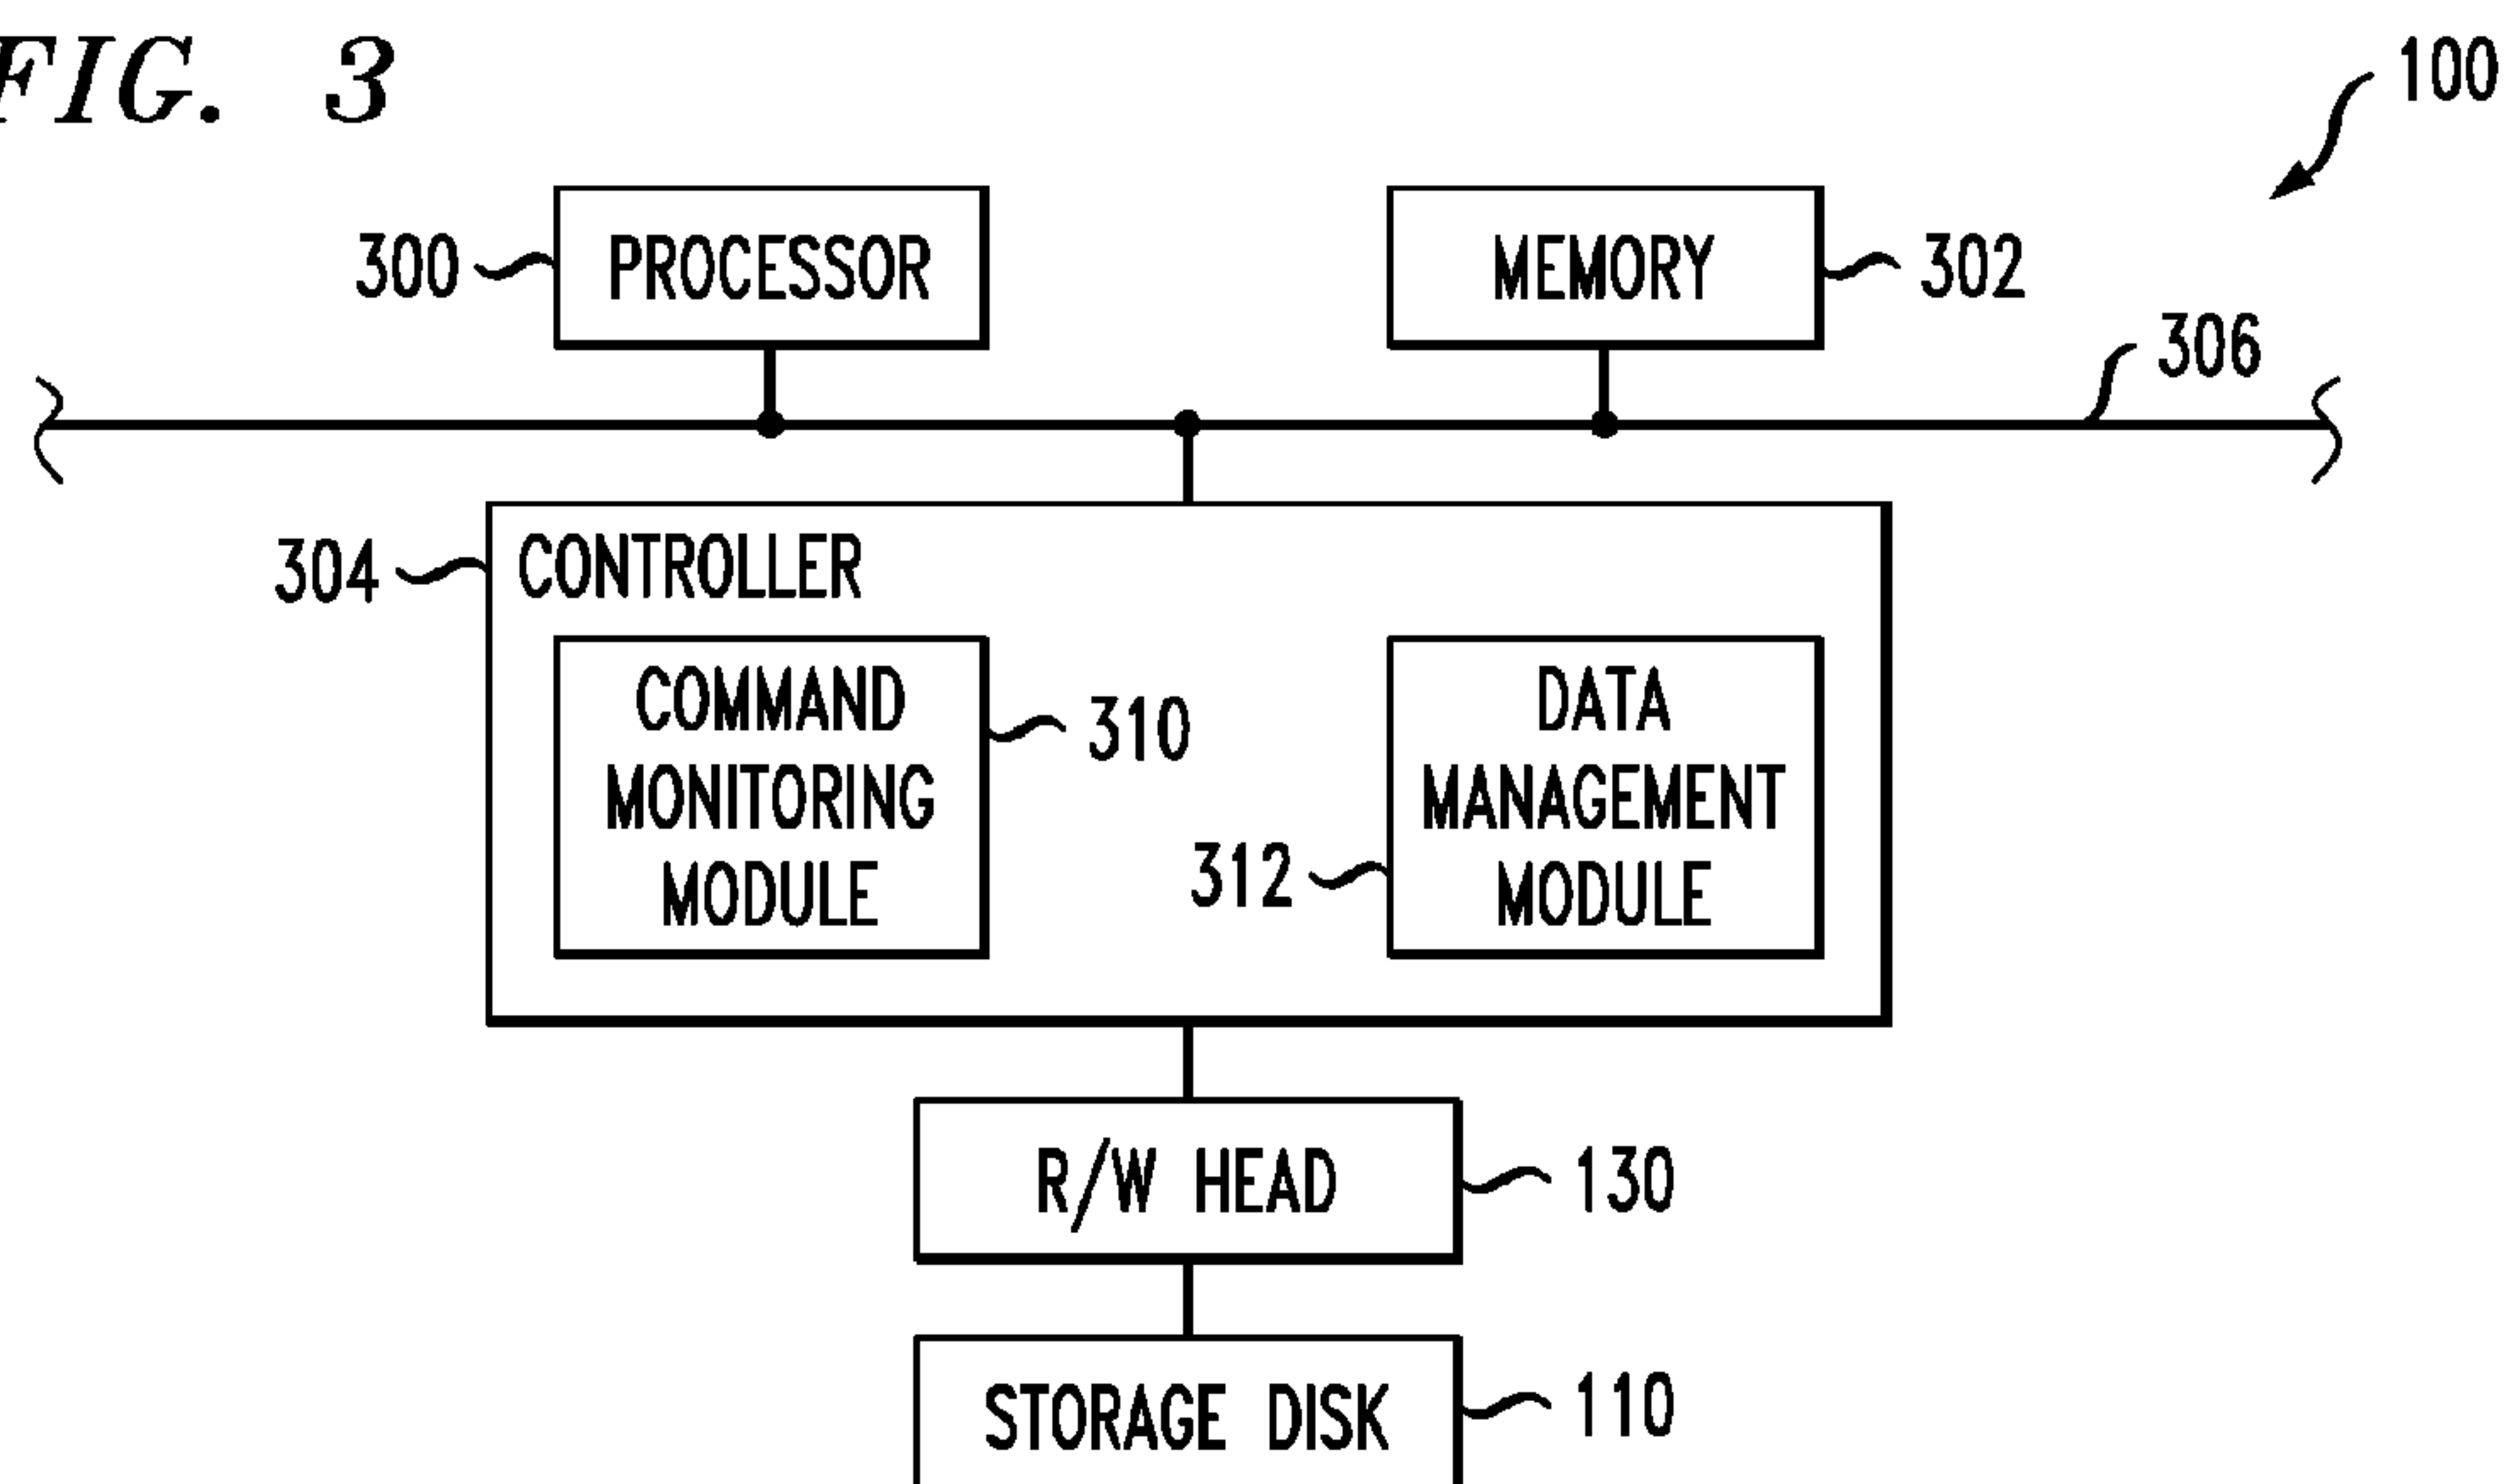 FIG. 3
100
300 PROCESSOR
MEMORY 302
306
304 CONTROLLER
COMMAND
MONITORING
MODULE
310
DATA
MANAGEMENT
MODULE
312
R/W HEAD 130
STORAGE DISK 110